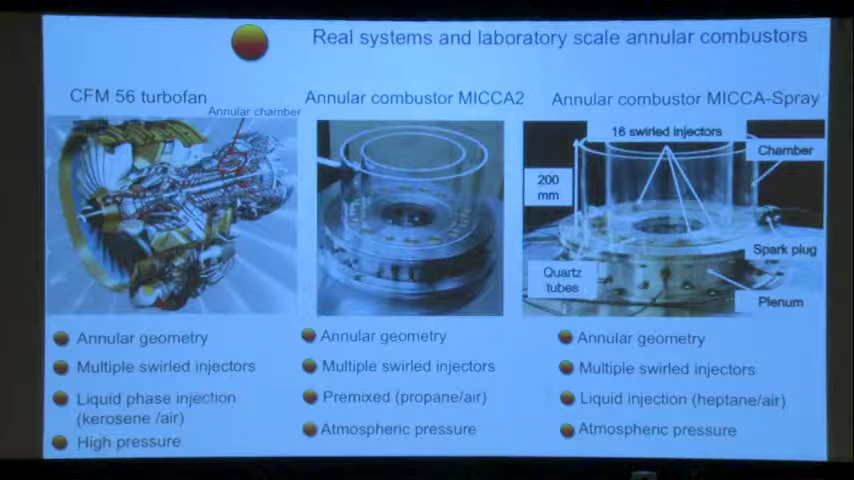 Real systems and laboratory scale annular combustors
CFM 56 turbofan
Annular chamber
Annular combustor MICCA2
Annular combustor MICCA-Spray
16 swirled injectors
Chamber
200
mm
Spark plug
Quartz
tubes
Plenum
Annular geometry
Multiple swirled injectors
Liquid phase injection
(kerosene /air)
High pressure
Annular geometry
Multiple swirled injectors
Premixed (propane/air)
Atmospheric pressure
Annular geometry
Multiple swirled injectors
Liquid injection (heptane/air)
Atmospheric pressure